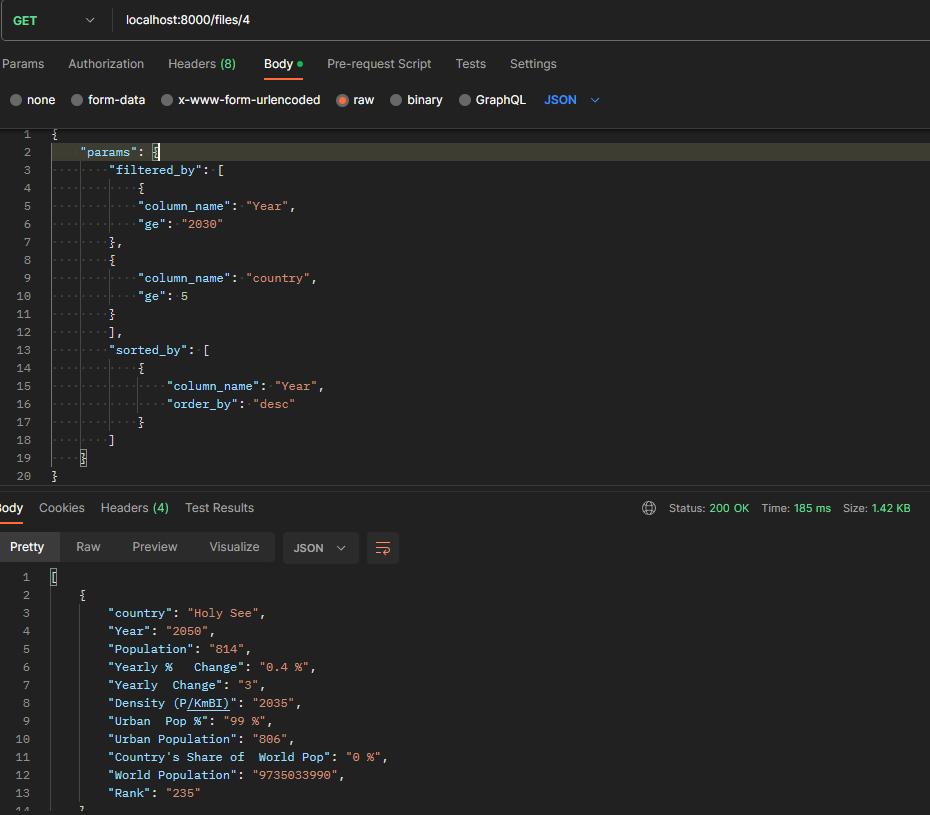 GET localhost:8000/files/4
Params Authorization Headers (8) Body Pre-request Script Tests Settings
none form-data x-www-form-urlencoded raw binary GraphQL JSON
1 {
2 "params": {
3 "filtered_by": [
4 {
5 "column_name": "Year",
6 "ge": "2030"
7 },
8 {
9 "column_name": "country",
10 "ge": 5
11 }
12 ],
13 "sorted_by": [
14 {
15 "column_name": "Year",
16 "order_by": "desc"
17 }
18 ]
19 }
20 }
Body Cookies Headers (4) Test Results Status: 200 OK Time: 185 ms Size: 1.42 KB
Pretty Raw Preview Visualize JSON
1 [
2 {
3 "country": "Holy See",
4 "Year": "2050",
5 "Population": "814",
6 "Yearly %   Change": "0.4 %",
7 "Yearly  Change": "3",
8 "Density (P/KmBI)": "2035",
9 "Urban  Pop %": "99 %",
10 "Urban Population": "806",
11 "Country's Share of  World Pop": "0 %",
12 "World Population": "9735033990",
13 "Rank": "235"
14 }